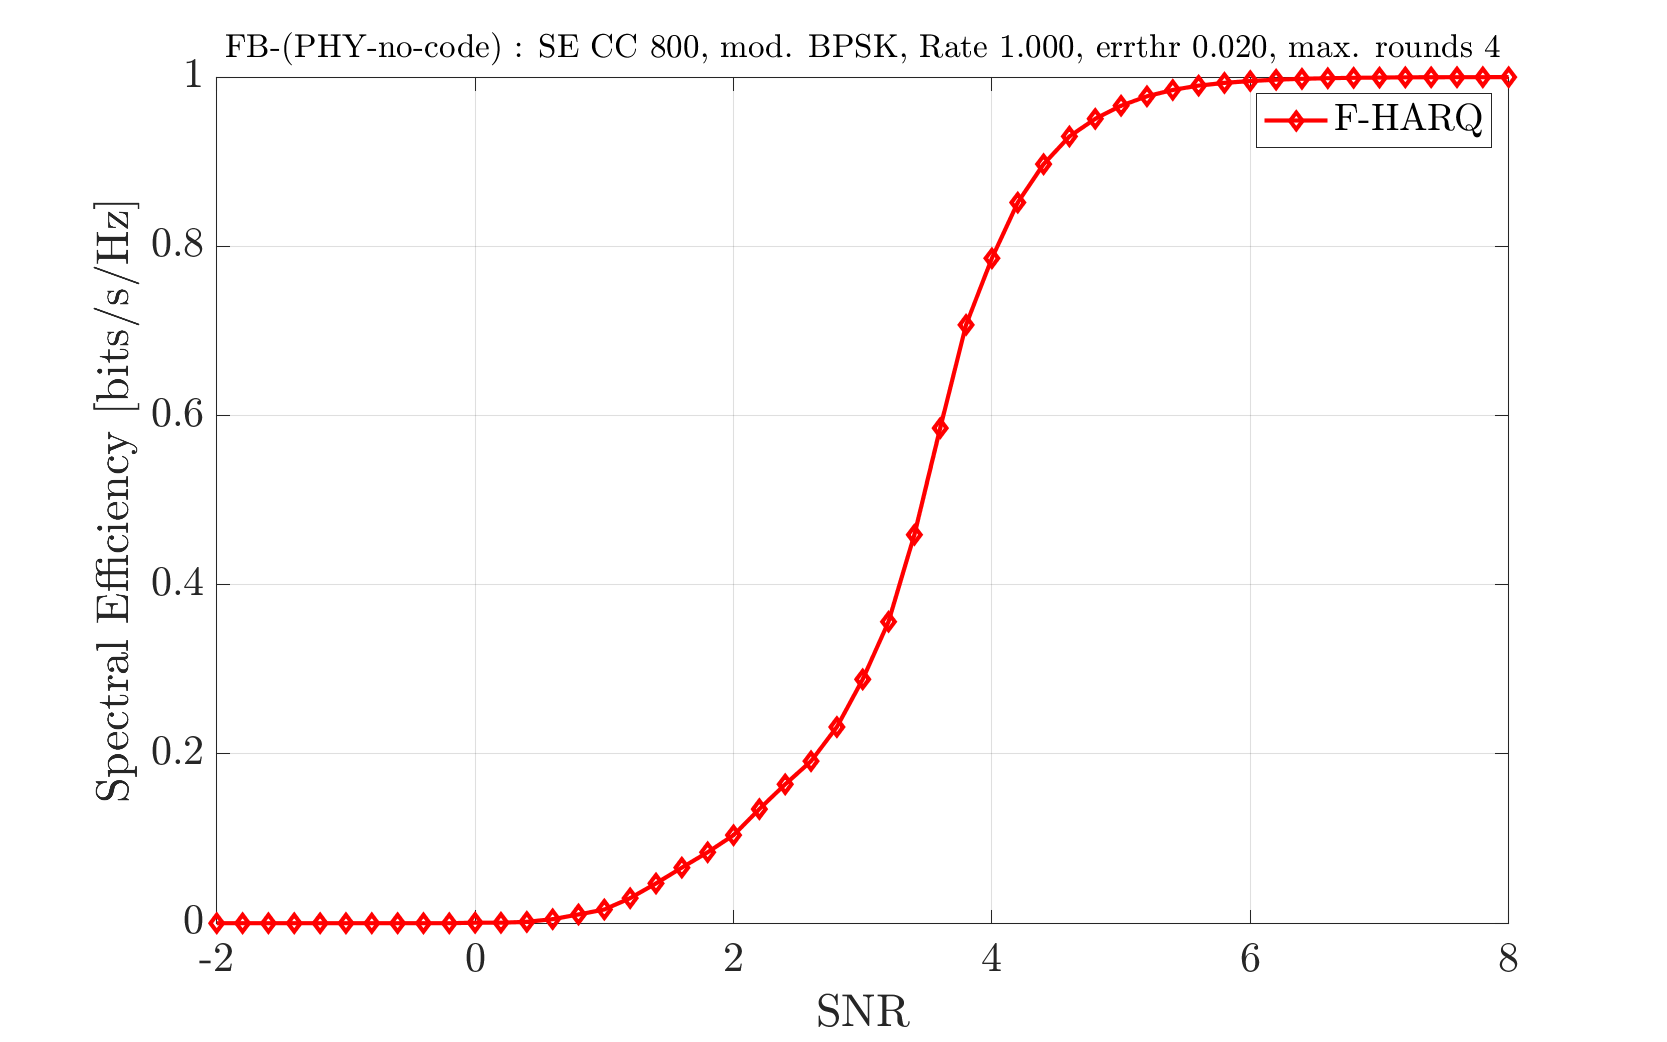 FB-(PHY-no-code) : SE CC 800, mod. BPSK, Rate 1.000, errthr 0.020, max. rounds 4
F-HARQ
Spectral Efficiency [bits/s/Hz]
1
0.8
0.6
0.4
0.2
0
-2 0 2 4 6 8
SNR